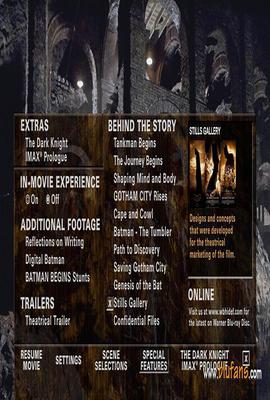 EXTRAS
The Dark Knight
IMAX® Prologue
IN-MOVIE EXPERIENCE
On Off
ADDITIONAL FOOTAGE
Reflections on Writing
Digital Batman
BATMAN BEGINS Stunts
TRAILERS
Theatrical Trailer
BEHIND THE STORY
Tankman Begins
The Journey Begins
Shaping Mind and Body
GOTHAM CITY Rises
Cape and Cowl
Batman - The Tumbler
Path to Discovery
Saving Gotham City
Genesis of the Bat
X Stills Gallery
Confidential Files
STILLS GALLERY
Designs and concepts
that were developed
for the theatrical
marketing of the film.
ONLINE
Visit us at www.wbhidef.com for
the latest on Warner Blu-ray Disc.
RESUME
MOVIE
SETTINGS
SCENE
SELECTIONS
SPECIAL
FEATURES
THE DARK KNIGHT
IMAX® PROLOGUE
X